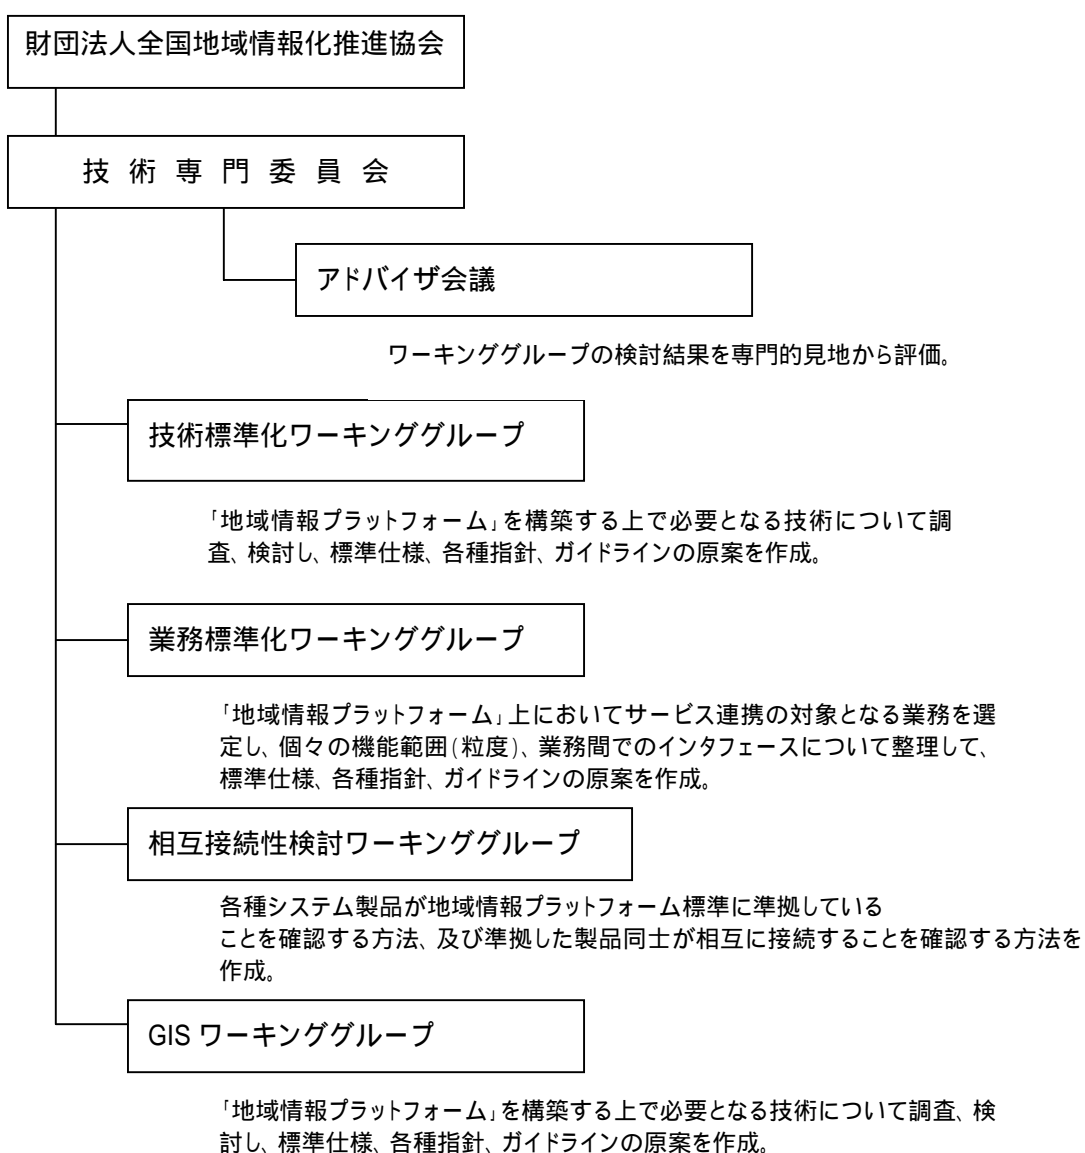 財団法人全国地域情報化推進協会
技術専門委員会
アドバイザ会議
ワーキンググループの検討結果を専門的見地から評価。
技術標準化ワーキンググループ
「地域情報プラットフォーム」を構築する上で必要となる技術について調
査、検討し、標準仕様、各種指針、ガイドラインの原案を作成。
業務標準化ワーキンググループ
「地域情報プラットフォーム」上においてサービス連携の対象となる業務を選
定し、個々の機能範囲(粒度)、業務間でのインタフェースについて整理して、
標準仕様、各種指針、ガイドラインの原案を作成。
相互接続性検討ワーキンググループ
各種システム製品が地域情報プラットフォーム標準に準拠している
ことを確認する方法、及び準拠した製品同士が相互に接続することを確認する方法を
作成。
GIS ワーキンググループ
「地域情報プラットフォーム」を構築する上で必要となる技術について調査、検
討し、標準仕様、各種指針、ガイドラインの原案を作成。